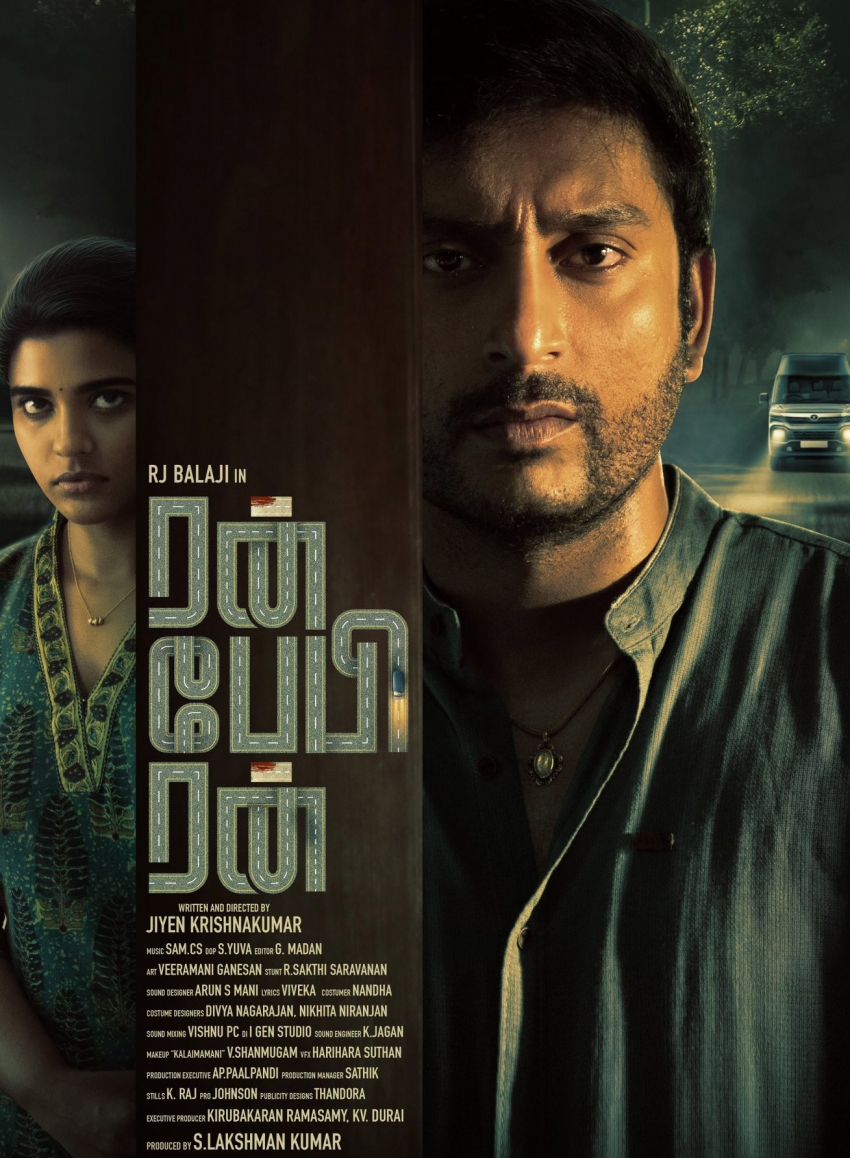 RJ BALAJI IN
ரன்
பேபி
ரன்
WRITTEN AND DIRECTED BY
JIYEN KRISHNAKUMAR
MUSIC SAM.CS DOP S.YUVA EDITOR G. MADAN
ART VEERAMANI GANESAN STUNT R.SAKTHI SARAVANAN
SOUND DESIGNER ARUN S MANI LYRICS VIVEKA COSTUMER NANDHA
COSTUME DESIGNERS DIVYA NAGARAJAN, NIKHITA NIRANJAN
SOUND MIXING VISHNU PC DI I GEN STUDIO SOUND ENGINEER K.JAGAN
MAKEUP "KALAIMAMANI" V.SHANMUGAM VFX HARIHARA SUTHAN
PRODUCTION EXECUTIVE AP.PAALPANDI PRODUCTION MANAGER SATHIK
STILLS K. RAJ PRO JOHNSON PUBLICITY DESIGNS THANDORA
EXECUTIVE PRODUCER KIRUBAKARAN RAMASAMY, KV. DURAI
PRODUCED BY S.LAKSHMAN KUMAR